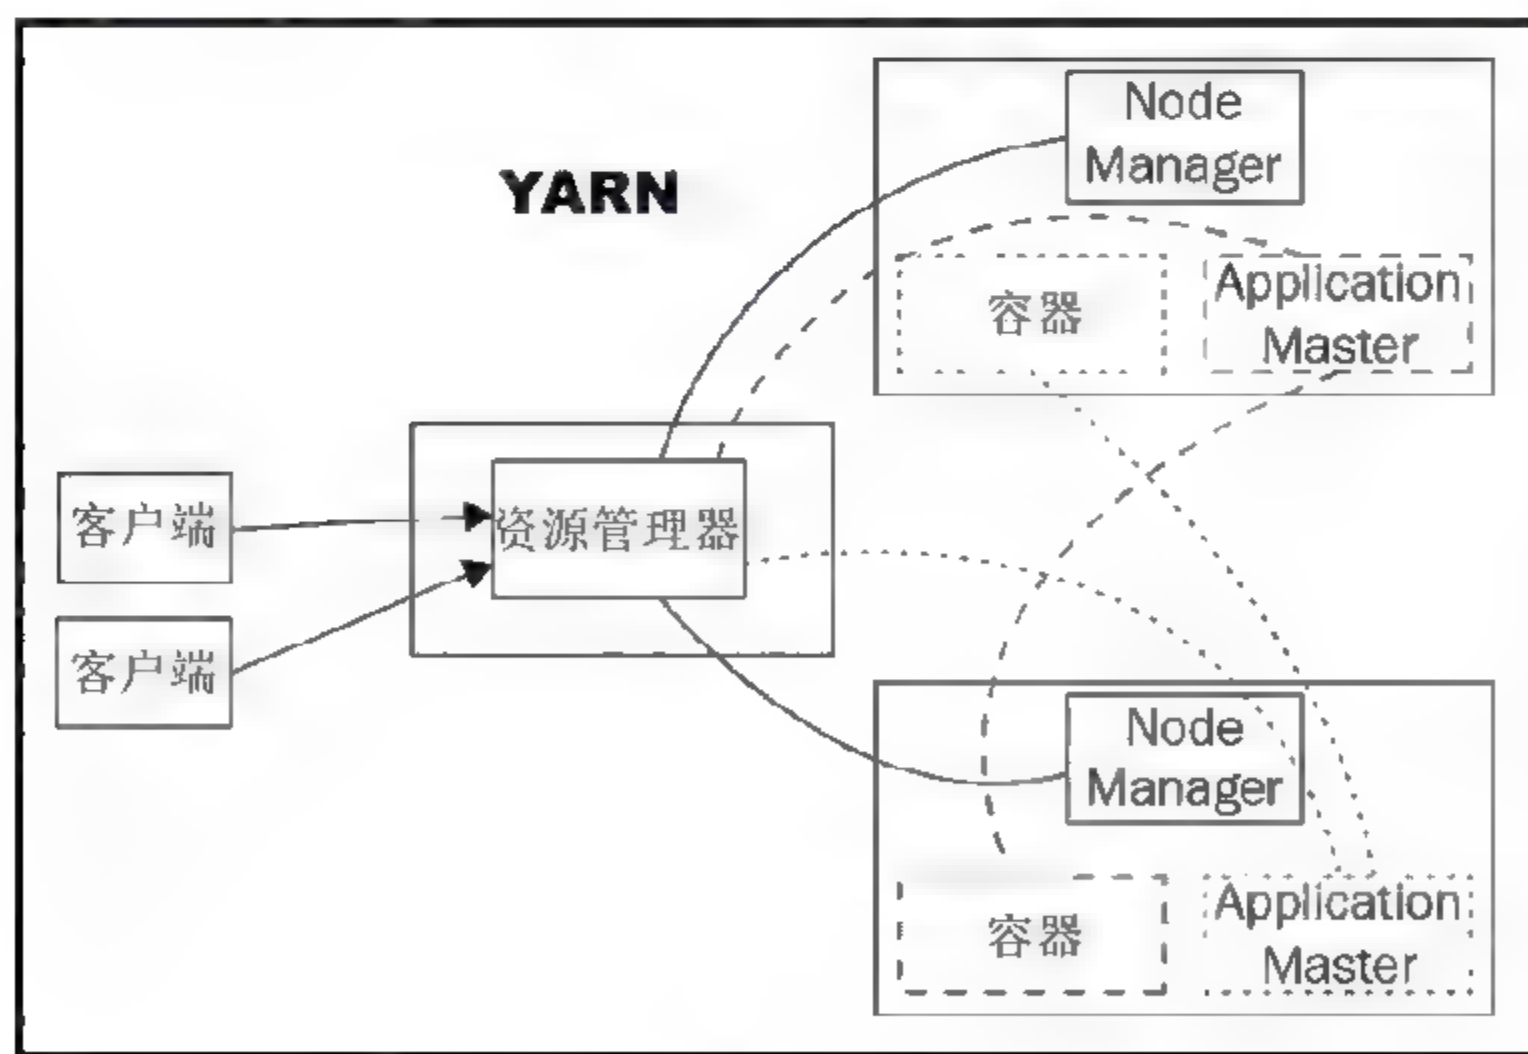 YARN
客户端
客户端
资源管理器
Node
Manager
容器
Application
Master
Node
Manager
容器
Application
Master